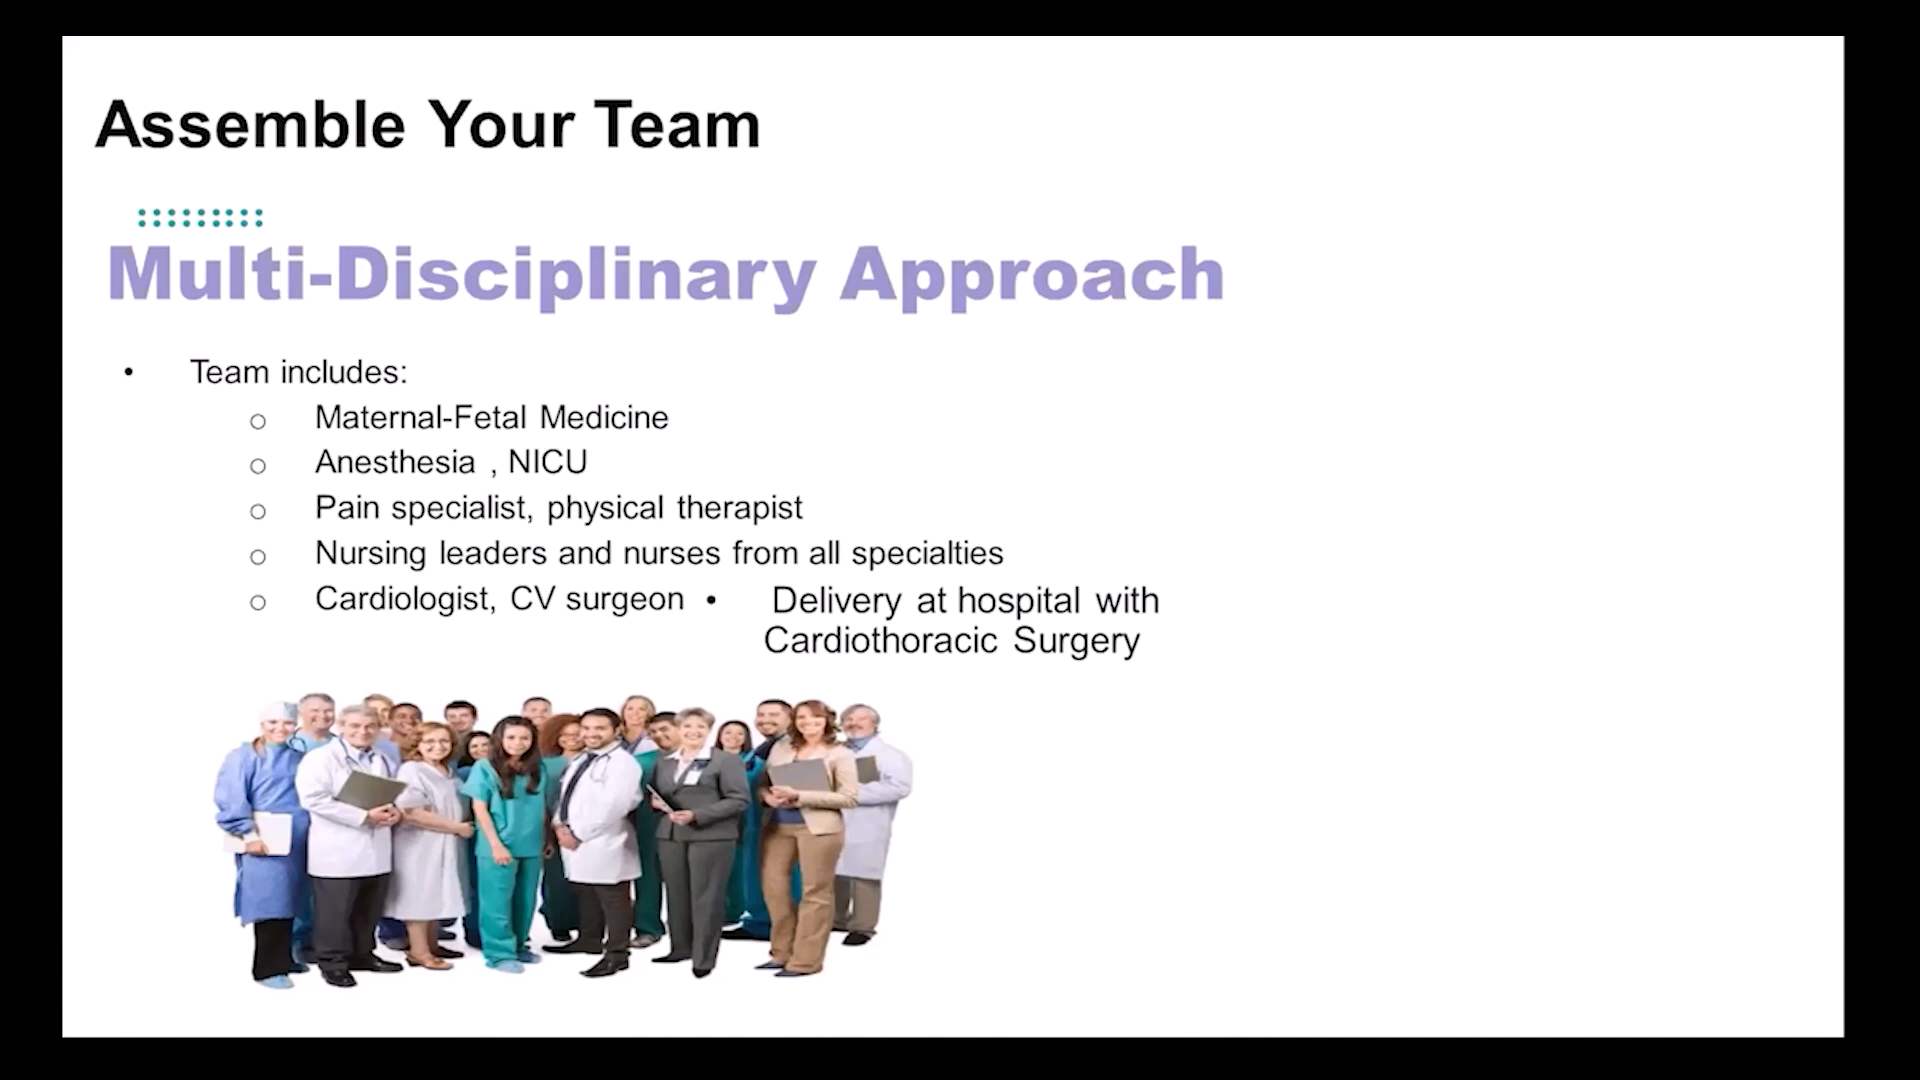 Assemble Your Team
Multi-Disciplinary Approach
• Team includes:
o Maternal-Fetal Medicine
o Anesthesia , NICU
o Pain specialist, physical therapist
o Nursing leaders and nurses from all specialties
o Cardiologist, CV surgeon
• Delivery at hospital with
Cardiothoracic Surgery